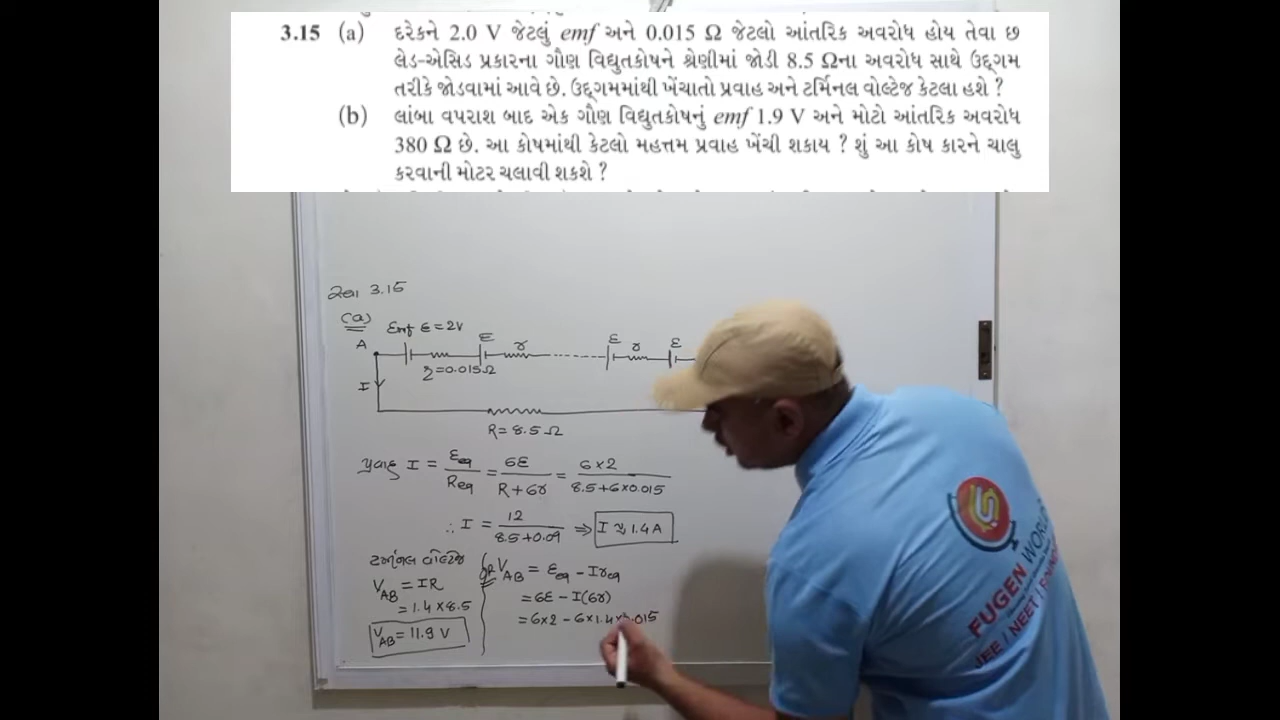 3.15 (a) દરેકને 2.0 V જેટલું emf અને 0.015 Ω જેટલો આંતરિક અવરોધ હોય તેવા છ
લેડ–એસિડ પ્રકારના ગૌણ વિદ્યુતકોષને શ્રેણીમાં જોડી 8.5 Ωના અવરોધ સાથે ઉદ્ગમ
તરીકે જોડવામાં આવે છે. ઉદ્ગમમાંથી ખેંચાતો પ્રવાહ અને ટર્મિનલ વોલ્ટેજ કેટલા હશે ?
(b) લાંબા વપરાશ બાદ એક ગૌણ વિદ્યુતકોષનું emf 1.9 V અને મોટો આંતરિક અવરોધ
380 Ω છે. આ કોષમાંથી કેટલો મહત્તમ પ્રવાહ ખેંચી શકાય ? શું આ કોષ કારને ચાલુ
કરવાની મોટર ચલાવી શકશે ?
3.15
(a) Emf ε = 2V
A ε r ε r ε
r = 0.015 Ω
I
R = 8.5 Ω
પ્રવાહ I = εeq / Req = 6ε / R + 6r = 6 × 2 / 8.5 + 6 × 0.015
∴ I = 12 / 8.5 + 0.09 ⇒ I ≈ 1.4 A
ટર્મિનલ વોલ્ટેજ
VAB = IR
= 1.4 × 8.5
VAB = 11.9 V
OR VAB = εeq – Ireq
= 6ε – I(6r)
= 6×2 – 6×1.4×0.015
FUGEN WORLD
JEE / NEET /